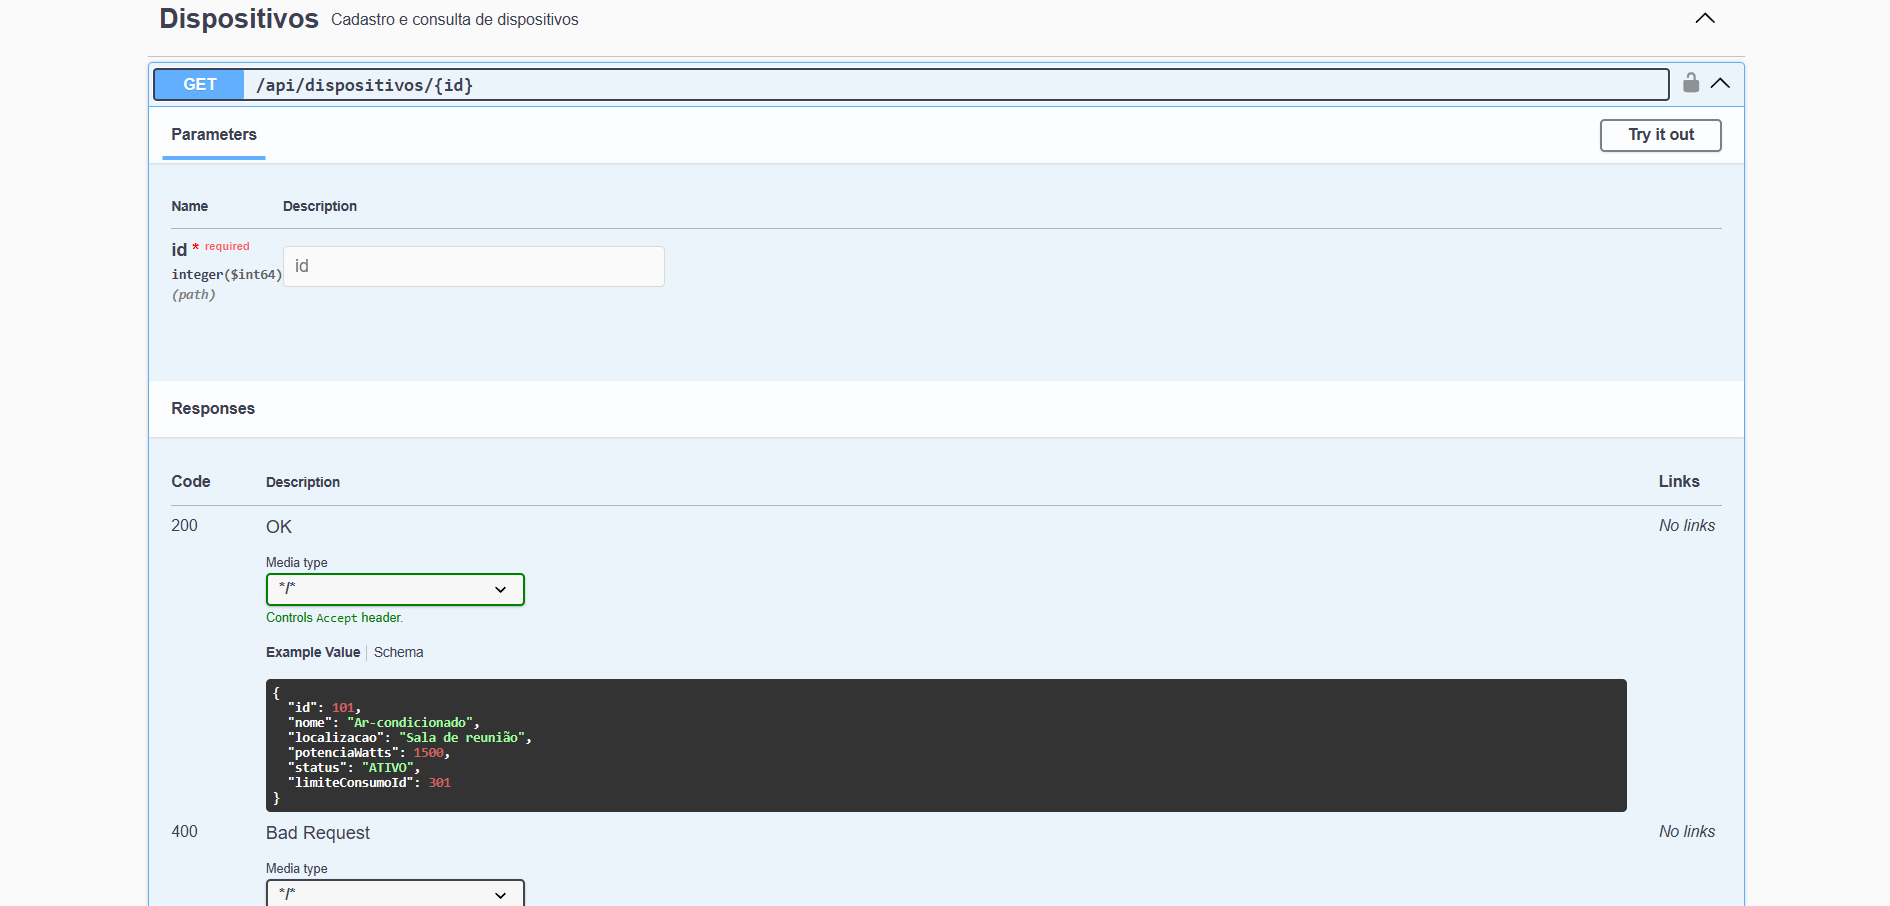 Dispositivos Cadastro e consulta de dispositivos
GET /api/dispositivos/{id}
Parameters
Try it out
Name Description
id * required
integer($int64)
(path)
id
Responses
Code Description Links
200 OK No links
Media type
*/*
Controls Accept header.
Example Value Schema
{
  "id": 101,
  "nome": "Ar-condicionado",
  "localizacao": "Sala de reunião",
  "potenciaWatts": 1500,
  "status": "ATIVO",
  "limiteConsumoId": 301
}
400 Bad Request No links
Media type
*/*